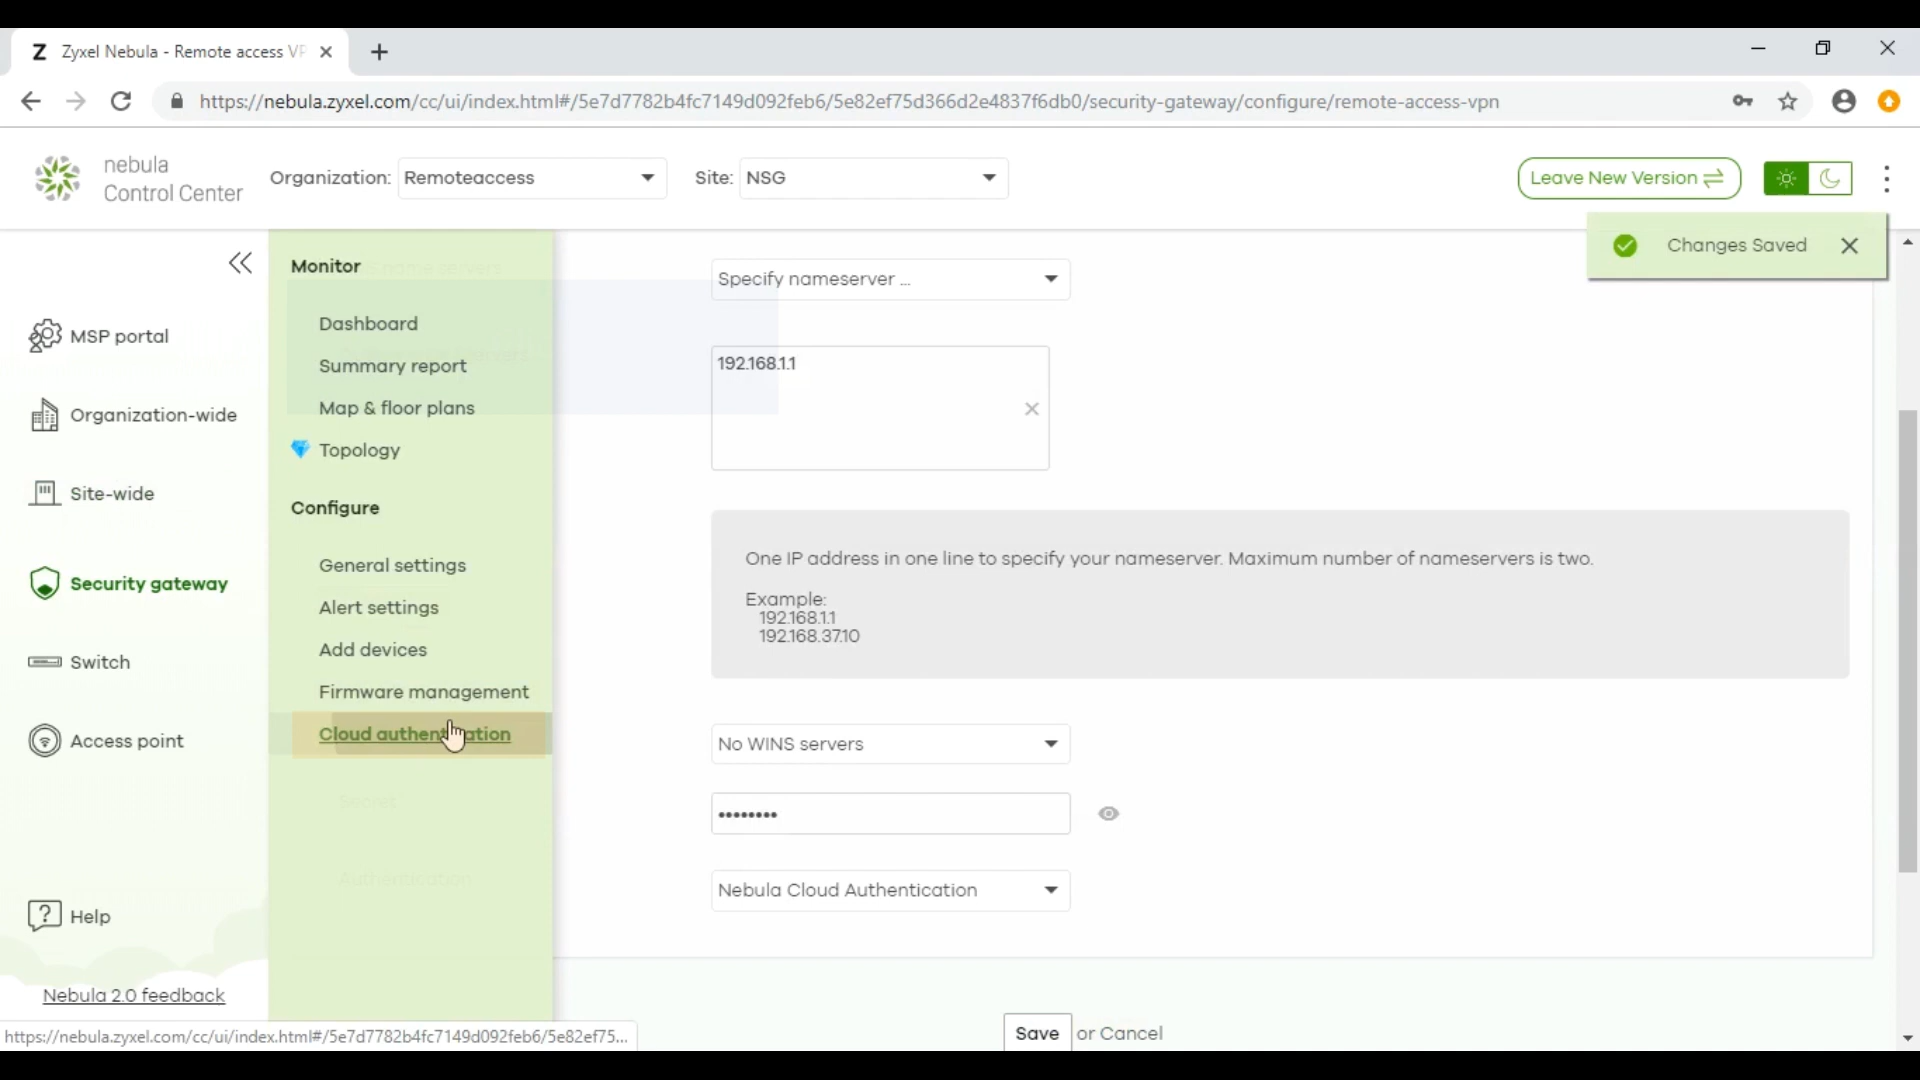 Zyxel Nebula - Remote access VP
https://nebula.zyxel.com/cc/ui/index.html#/5e7d7782b4fc7149d092feb6/5e82ef75d366d2e4837f6db0/security-gateway/configure/remote-access-vpn
nebula
Control Center
Organization: Remoteaccess
Site: NSG
Leave New Version
Changes Saved
MSP portal
Organization-wide
Site-wide
Security gateway
Switch
Access point
Help
Nebula 2.0 feedback
Monitor
Dashboard
Summary report
Map & floor plans
Topology
Configure
General settings
Alert settings
Add devices
Firmware management
Cloud authentication
Secret
Authentication
Specify nameserver ...
192.168.1.1
One IP address in one line to specify your nameserver. Maximum number of nameservers is two.
Example:
192.168.1.1
192.168.37.10
No WINS servers
••••••••
Nebula Cloud Authentication
Save or Cancel
https://nebula.zyxel.com/cc/ui/index.html#/5e7d7782b4fc7149d092feb6/5e82ef75...